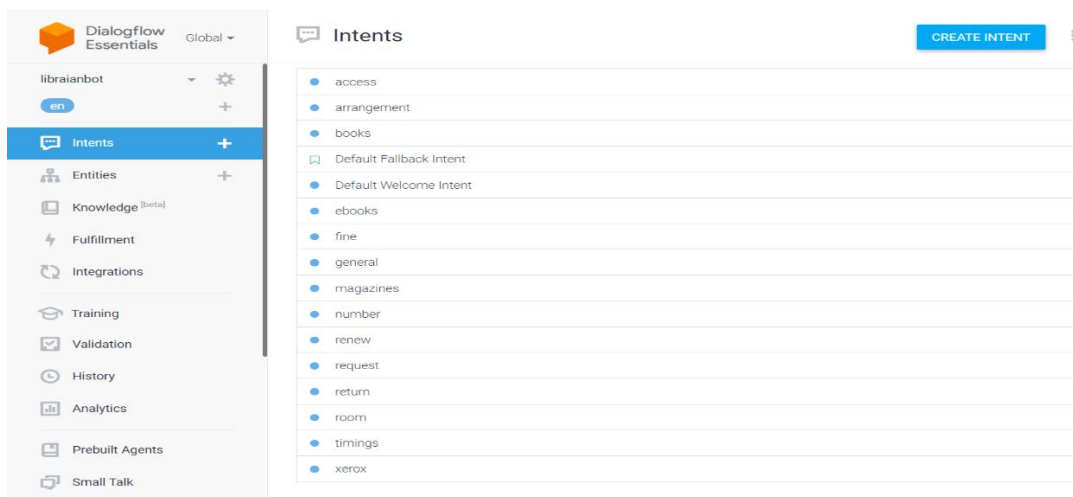 Dialogflow
Essentials
Global
libraianbot
en
Intents
Entities
Knowledge [beta]
Fulfillment
Integrations
Training
Validation
History
Analytics
Prebuilt Agents
Small Talk
Intents
CREATE INTENT
access
arrangement
books
Default Fallback Intent
Default Welcome Intent
ebooks
fine
general
magazines
number
renew
request
return
room
timings
xerox